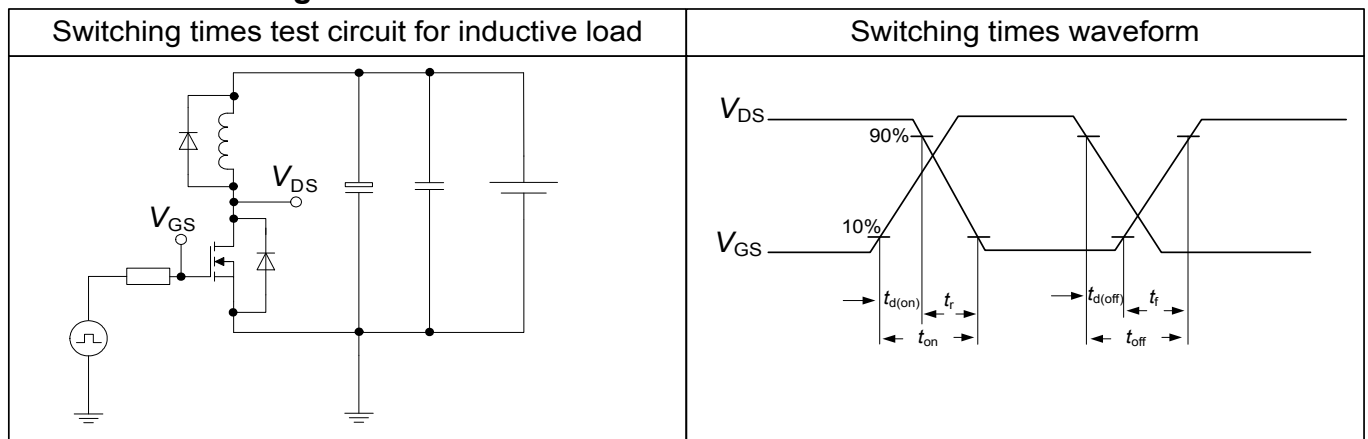 Switching times test circuit for inductive load
Switching times waveform
VDS
VGS
VDS
90%
10%
VGS
td(on) tr
ton
td(off) tf
toff